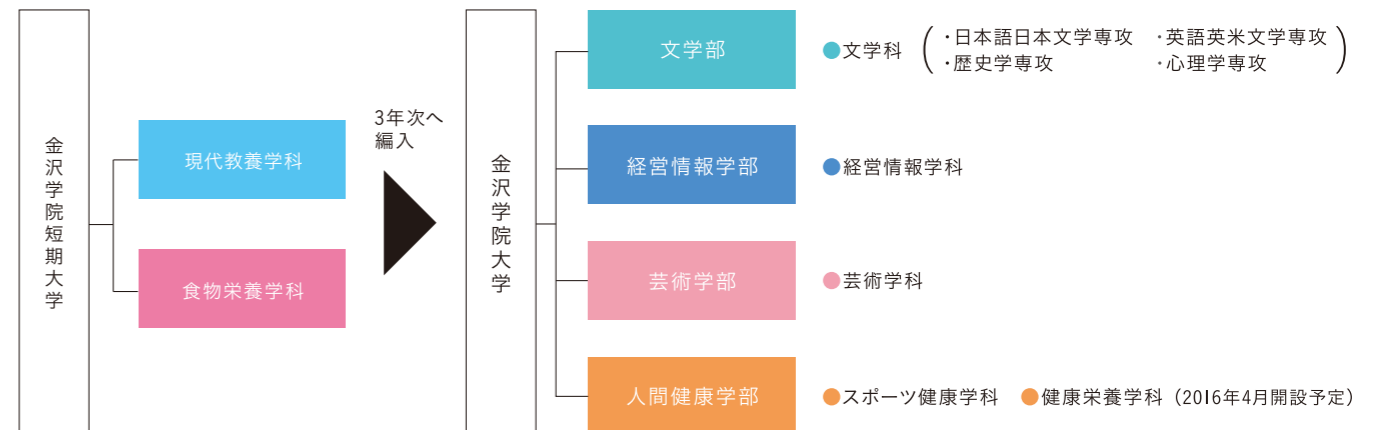 金沢学院短期大学
現代教養学科
食物栄養学科
3年次へ
編入
金沢学院大学
文学部
●文学科 ( ・日本語日本文学専攻 ・英語英米文学専攻
・歴史学専攻 ・心理学専攻 )
経営情報学部
●経営情報学科
芸術学部
●芸術学科
人間健康学部
●スポーツ健康学科 ●健康栄養学科 (2016年4月開設予定)